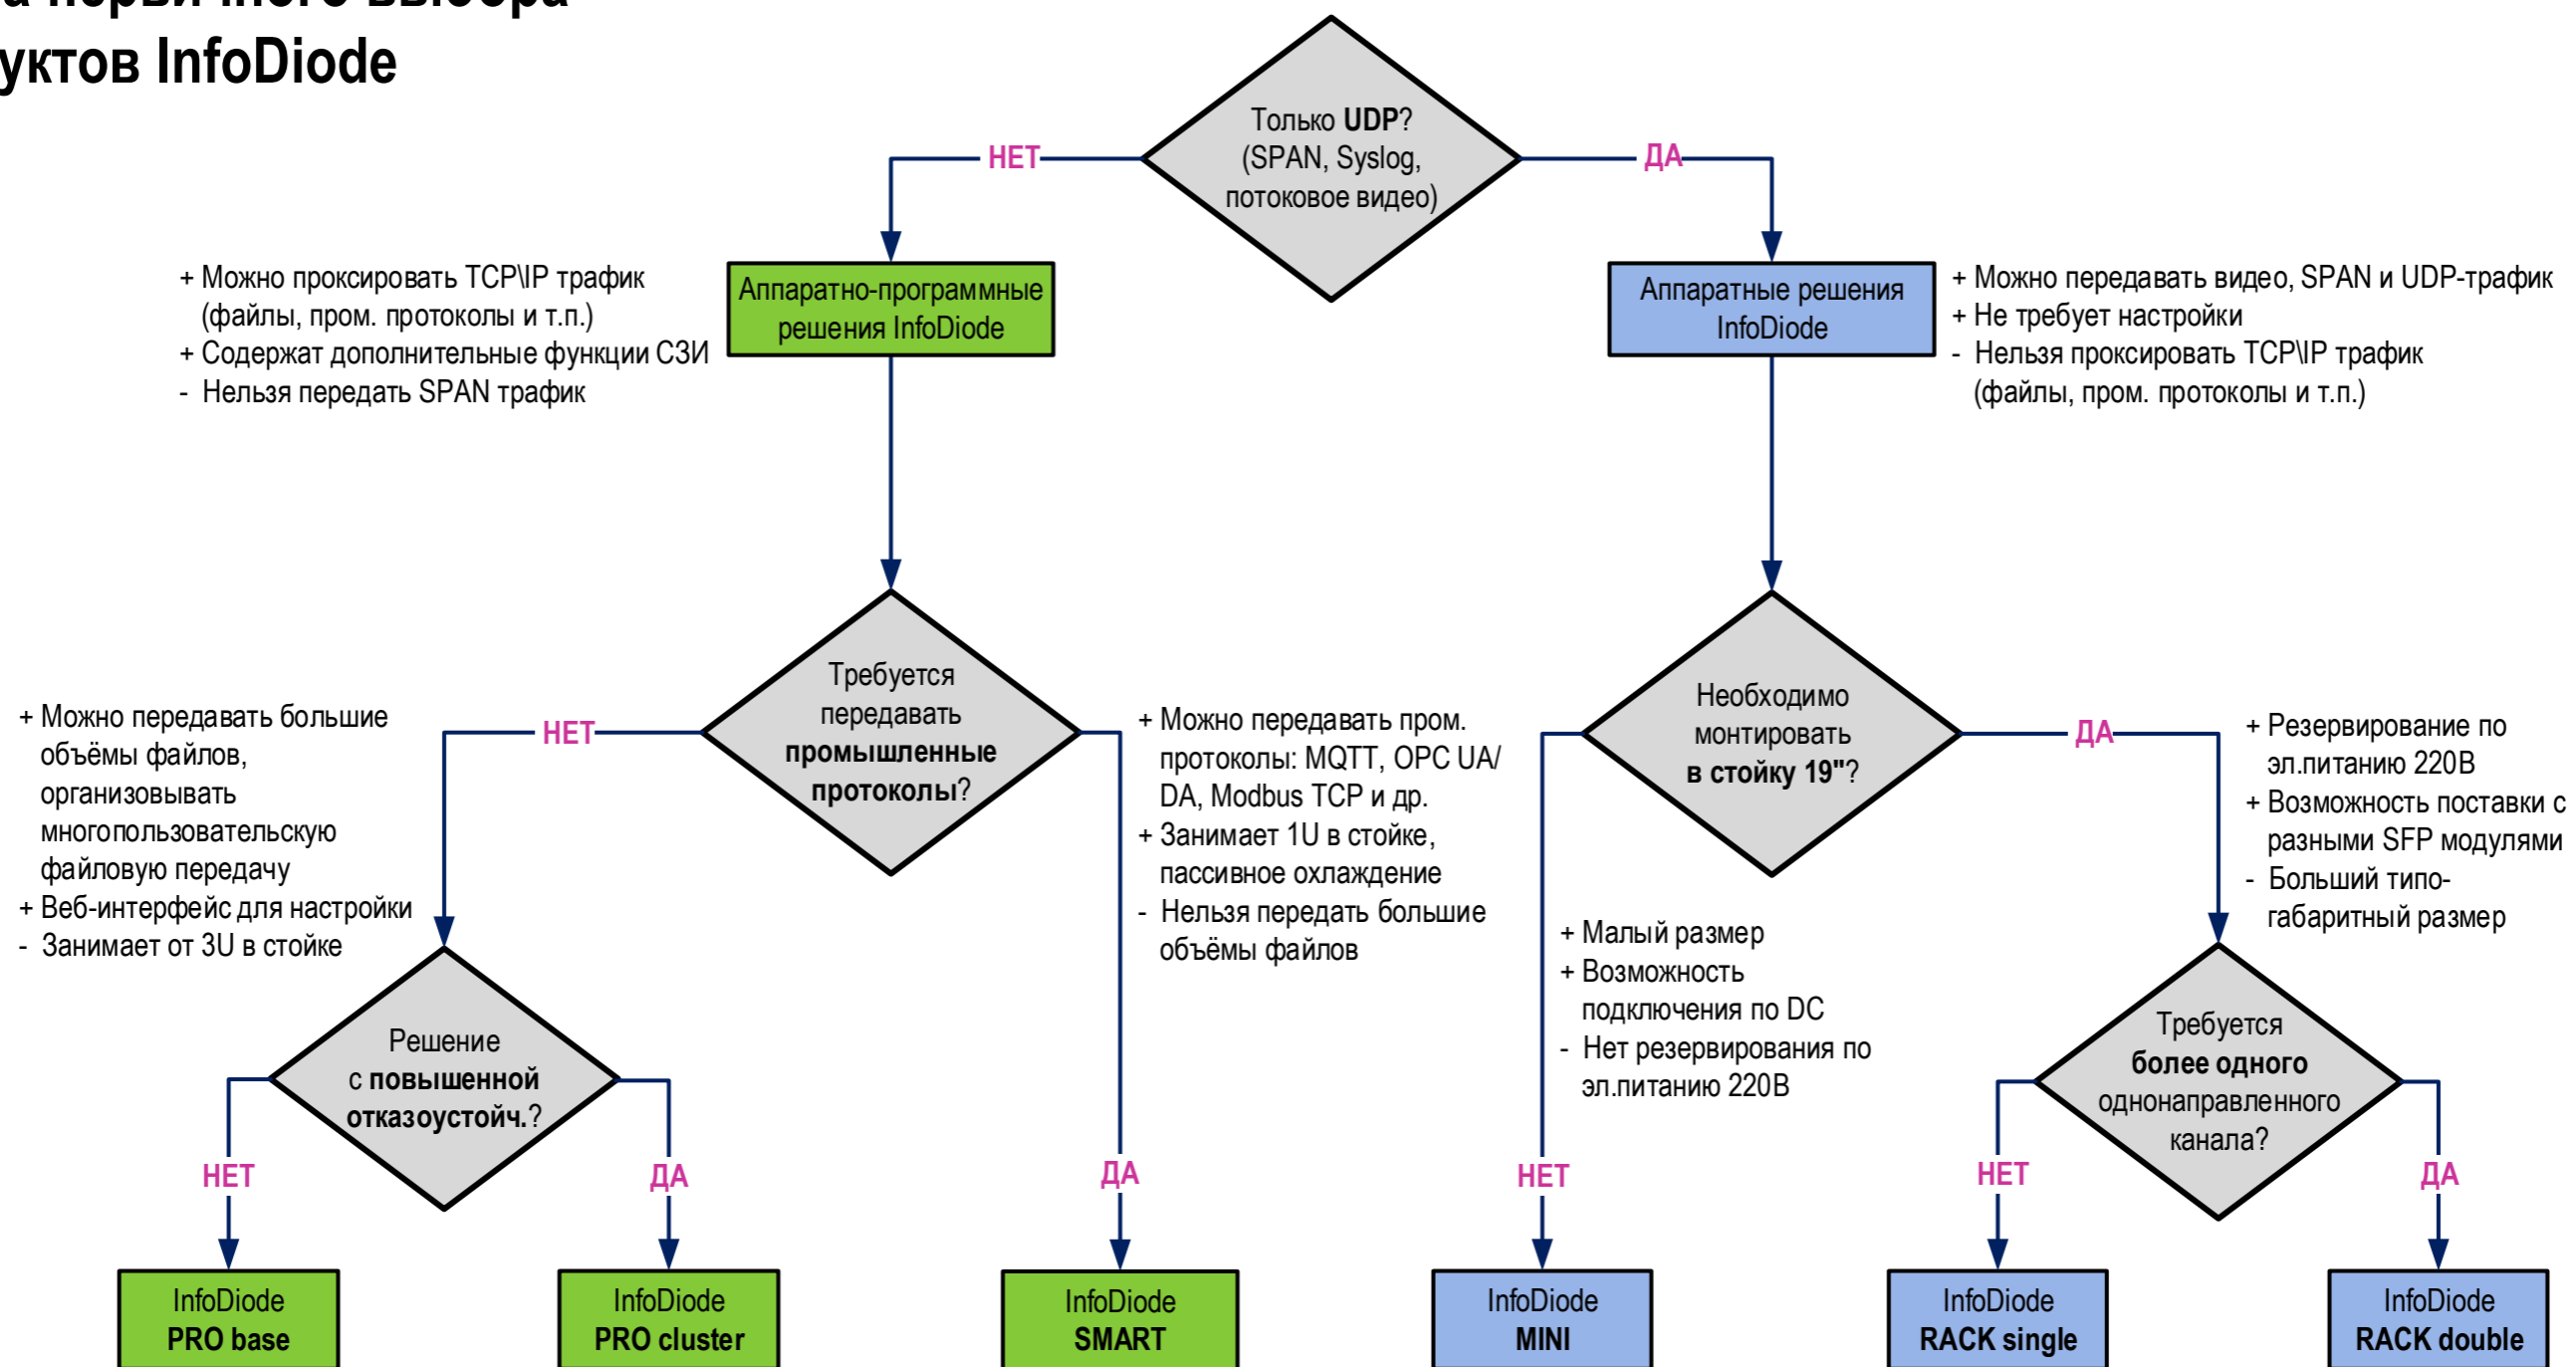 первичного выбора
уктов InfoDiode
Только UDP?
(SPAN, Syslog,
потоковое видео)
НЕТ
ДА
+ Можно проксировать TCP\IP трафик
(файлы, пром. протоколы и т.п.)
+ Содержат дополнительные функции СЗИ
- Нельзя передать SPAN трафик
Аппаратно-программные
решения InfoDiode
Аппаратные решения
InfoDiode
+ Можно передавать видео, SPAN и UDP-трафик
+ Не требует настройки
- Нельзя проксировать TCP\IP трафик
(файлы, пром. протоколы и т.п.)
+ Можно передавать большие
объёмы файлов,
организовывать
многопользовательскую
файловую передачу
+ Веб-интерфейс для настройки
- Занимает от 3U в стойке
НЕТ
Требуется
передавать
промышленные
протоколы?
+ Можно передавать пром.
протоколы: MQTT, OPC UA/
DA, Modbus TCP и др.
+ Занимает 1U в стойке,
пассивное охлаждение
- Нельзя передать большие
объёмы файлов
Необходимо
монтировать
в стойку 19"?
ДА
+ Резервирование по
эл.питанию 220В
+ Возможность поставки с
разными SFP модулями
- Больший типо-
габаритный размер
+ Малый размер
+ Возможность
подключения по DC
- Нет резервирования по
эл.питанию 220В
Решение
с повышенной
отказоустойч.?
Требуется
более одного
однонаправленного
канала?
НЕТ
ДА
ДА
НЕТ
НЕТ
ДА
InfoDiode
PRO base
InfoDiode
PRO cluster
InfoDiode
SMART
InfoDiode
MINI
InfoDiode
RACK single
InfoDiode
RACK double